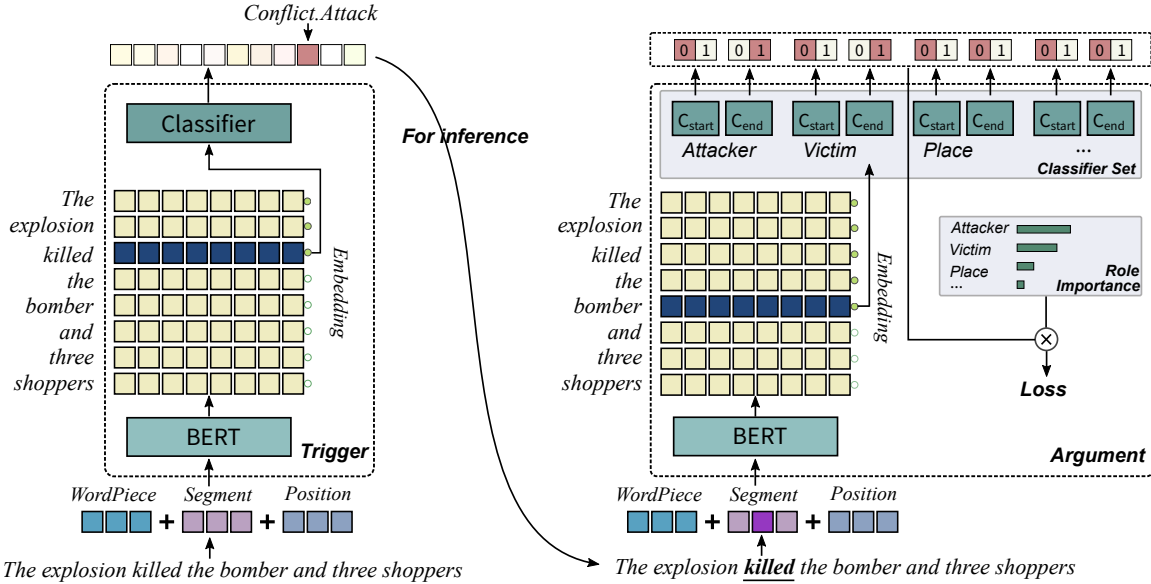 Conflict.Attack
Classifier
The
explosion
killed
the
bomber
and
three
shoppers
Embedding
BERT
Trigger
WordPiece + Segment + Position
The explosion killed the bomber and three shoppers
For inference
0 1 0 1 0 1 0 1 0 1 0 1 0 1 0 1
Cstart Cend Cstart Cend Cstart Cend Cstart Cend
Attacker Victim Place ...
Classifier Set
The
explosion
killed
the
bomber
and
three
shoppers
Embedding
Attacker
Victim
Place
...
Role
Importance
×
Loss
BERT
Argument
WordPiece + Segment + Position
The explosion killed the bomber and three shoppers